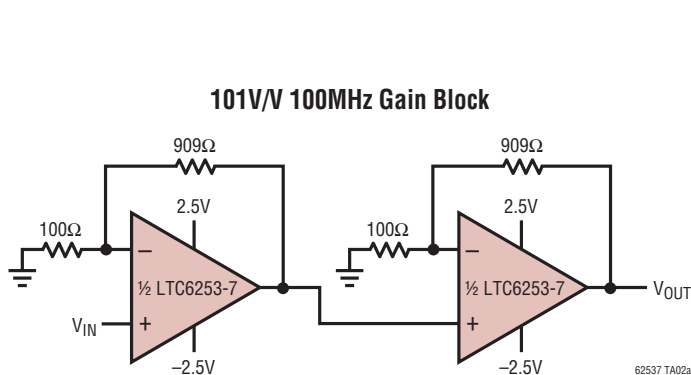 101V/V 100MHz Gain Block
909Ω
909Ω
100Ω
2.5V
100Ω
2.5V
–
½ LTC6253-7
+
VIN
–2.5V
–
½ LTC6253-7
+
VOUT
–2.5V
62537 TA02a